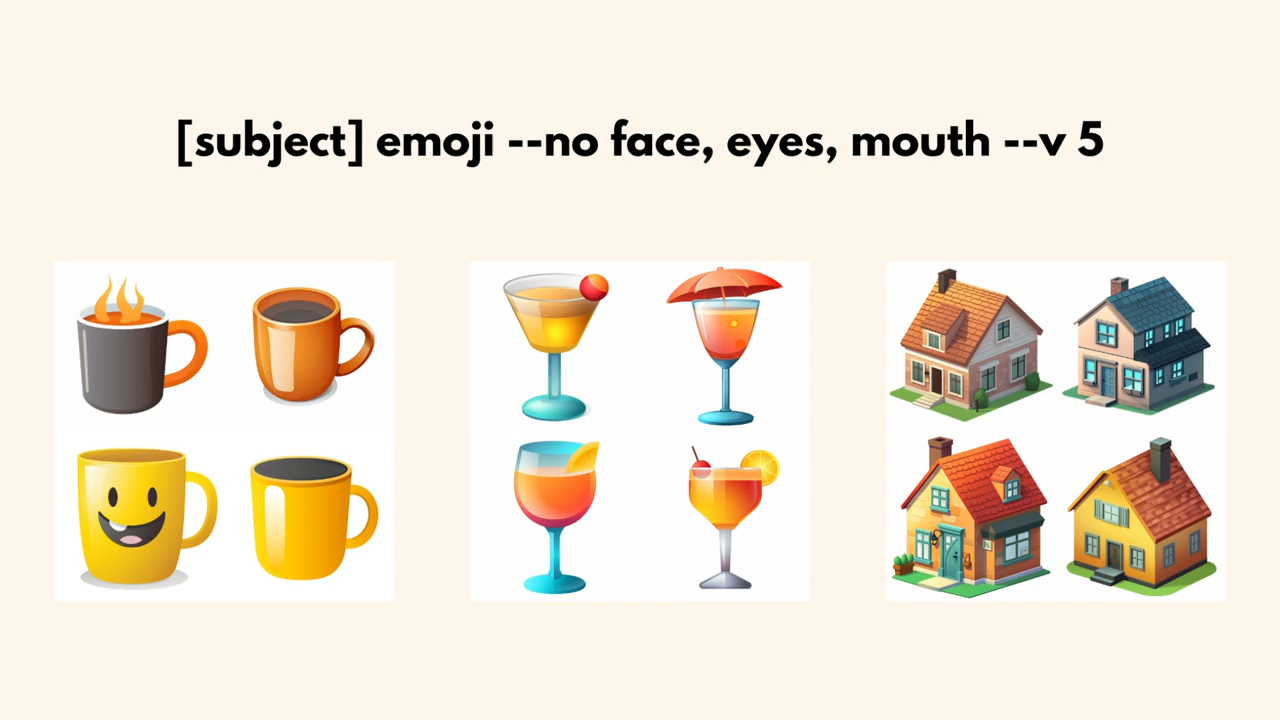 [subject] emoji --no face, eyes, mouth --v 5